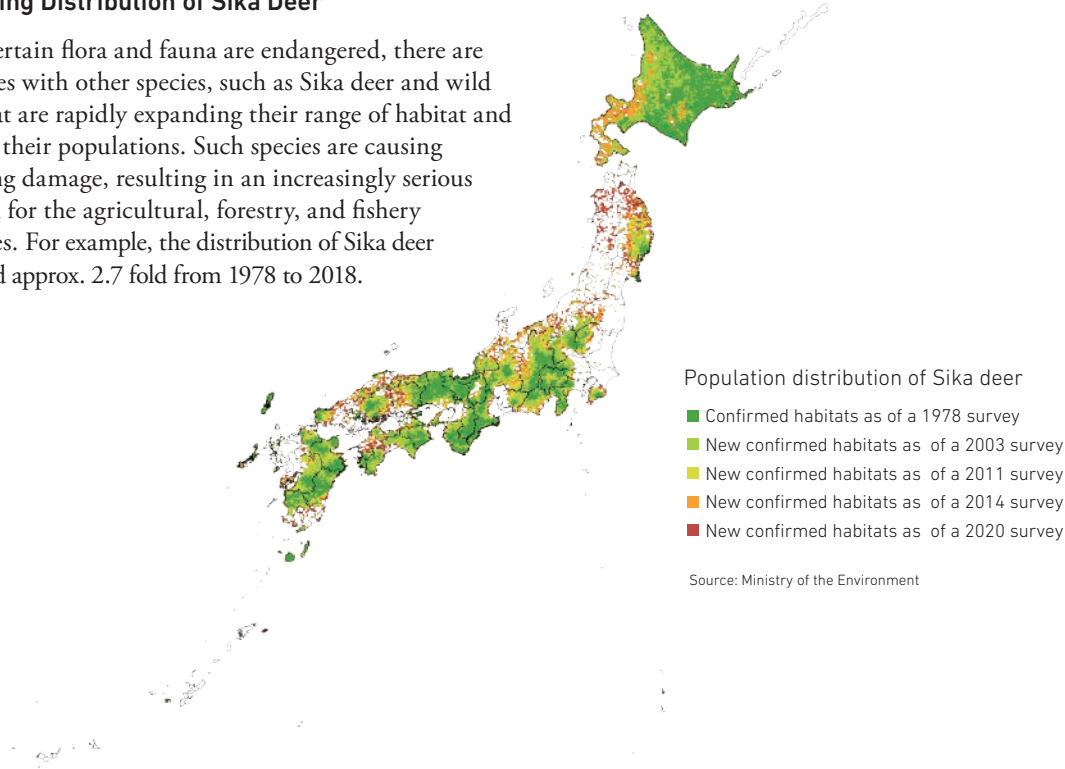 ing Distribution of Sika Deer
ertain flora and fauna are endangered, there are
es with other species, such as Sika deer and wild
at are rapidly expanding their range of habitat and
their populations. Such species are causing
ng damage, resulting in an increasingly serious
for the agricultural, forestry, and fishery
es. For example, the distribution of Sika deer
d approx. 2.7 fold from 1978 to 2018.
Population distribution of Sika deer
Confirmed habitats as of a 1978 survey
New confirmed habitats as of a 2003 survey
New confirmed habitats as of a 2011 survey
New confirmed habitats as of a 2014 survey
New confirmed habitats as of a 2020 survey
Source: Ministry of the Environment